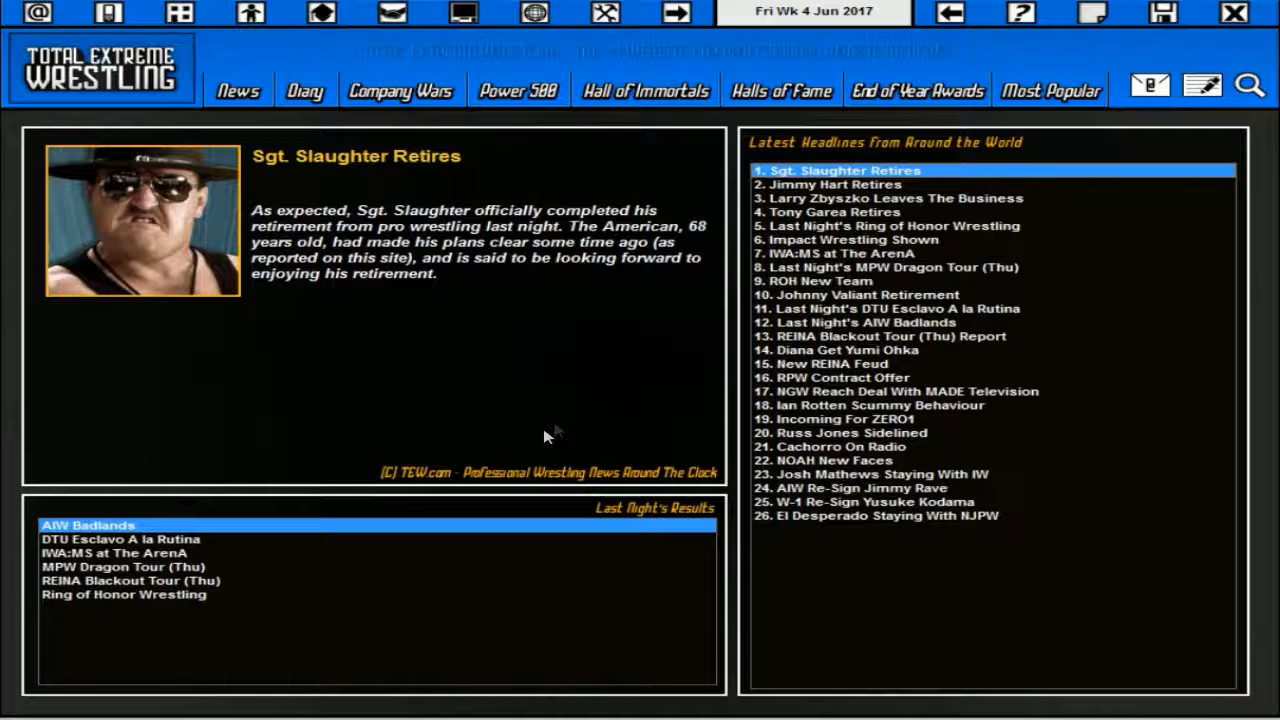 Fri Wk 4 Jun 2017
TOTAL EXTREME
WRESTLING
News
Diary
Company Wars
Power 500
Hall of Immortals
Halls of Fame
End of Year Awards
Most Popular
Sgt. Slaughter Retires
As expected, Sgt. Slaughter officially completed his
retirement from pro wrestling last night. The American, 68
years old, had made his plans clear some time ago (as
reported on this site), and is said to be looking forward to
enjoying his retirement.
(C) TEW.com - Professional Wrestling News Around The Clock
Last Night's Results
AIW Badlands
DTU Esclavo A la Rutina
IWA:MS at The ArenA
MPW Dragon Tour (Thu)
REINA Blackout Tour (Thu)
Ring of Honor Wrestling
Latest Headlines From Around the World
1. Sgt. Slaughter Retires
2. Jimmy Hart Retires
3. Larry Zbyszko Leaves The Business
4. Tony Garea Retires
5. Last Night's Ring of Honor Wrestling
6. Impact Wrestling Shown
7. IWA:MS at The ArenA
8. Last Night's MPW Dragon Tour (Thu)
9. ROH New Team
10. Johnny Valiant Retirement
11. Last Night's DTU Esclavo A la Rutina
12. Last Night's AIW Badlands
13. REINA Blackout Tour (Thu) Report
14. Diana Get Yumi Ohka
15. New REINA Feud
16. RPW Contract Offer
17. NGW Reach Deal With MADE Television
18. Ian Rotten Scummy Behaviour
19. Incoming For ZERO1
20. Russ Jones Sidelined
21. Cachorro On Radio
22. NOAH New Faces
23. Josh Mathews Staying With IW
24. AIW Re-Sign Jimmy Rave
25. W-1 Re-Sign Yusuke Kodama
26. El Desperado Staying With NJPW